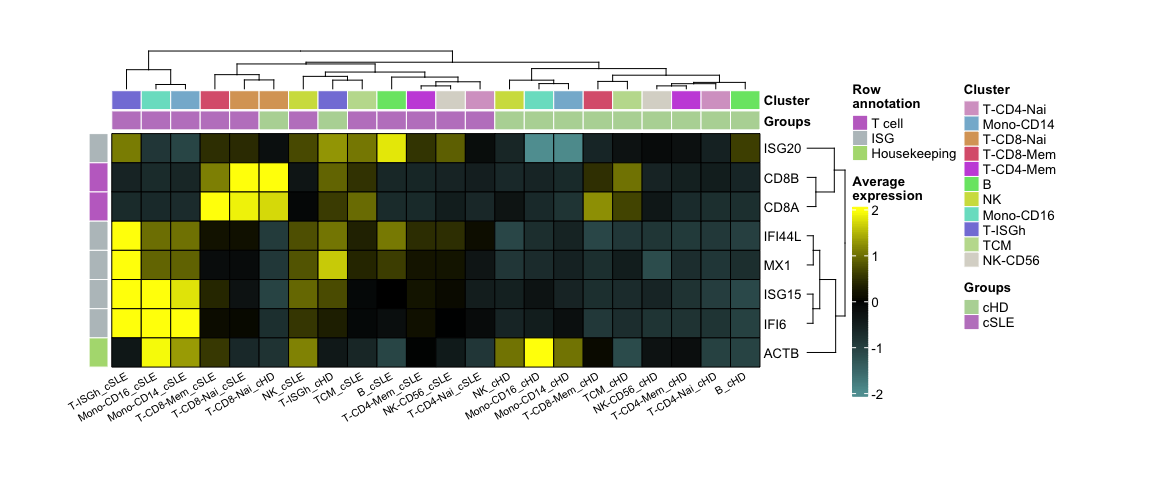 Cluster
Groups
ISG20
CD8B
CD8A
IFI44L
MX1
ISG15
IFI6
ACTB
T-ISGh_cSLE
Mono-CD16_cSLE
Mono-CD14_cSLE
T-CD8-Mem_cSLE
T-CD8-Nai_cSLE
T-CD8-Nai_cHD
NK_cSLE
T-ISGh_cHD
TCM_cSLE
B_cSLE
T-CD4-Mem_cSLE
NK-CD56_cSLE
T-CD4-Nai_cSLE
NK_cHD
Mono-CD16_cHD
Mono-CD14_cHD
T-CD8-Mem_cHD
TCM_cHD
NK-CD56_cHD
T-CD4-Mem_cHD
T-CD4-Nai_cHD
B_cHD
Row
annotation
T cell
ISG
Housekeeping
Average
expression
2
1
0
-1
-2
Cluster
T-CD4-Nai
Mono-CD14
T-CD8-Nai
T-CD8-Mem
T-CD4-Mem
B
NK
Mono-CD16
T-ISGh
TCM
NK-CD56
Groups
cHD
cSLE